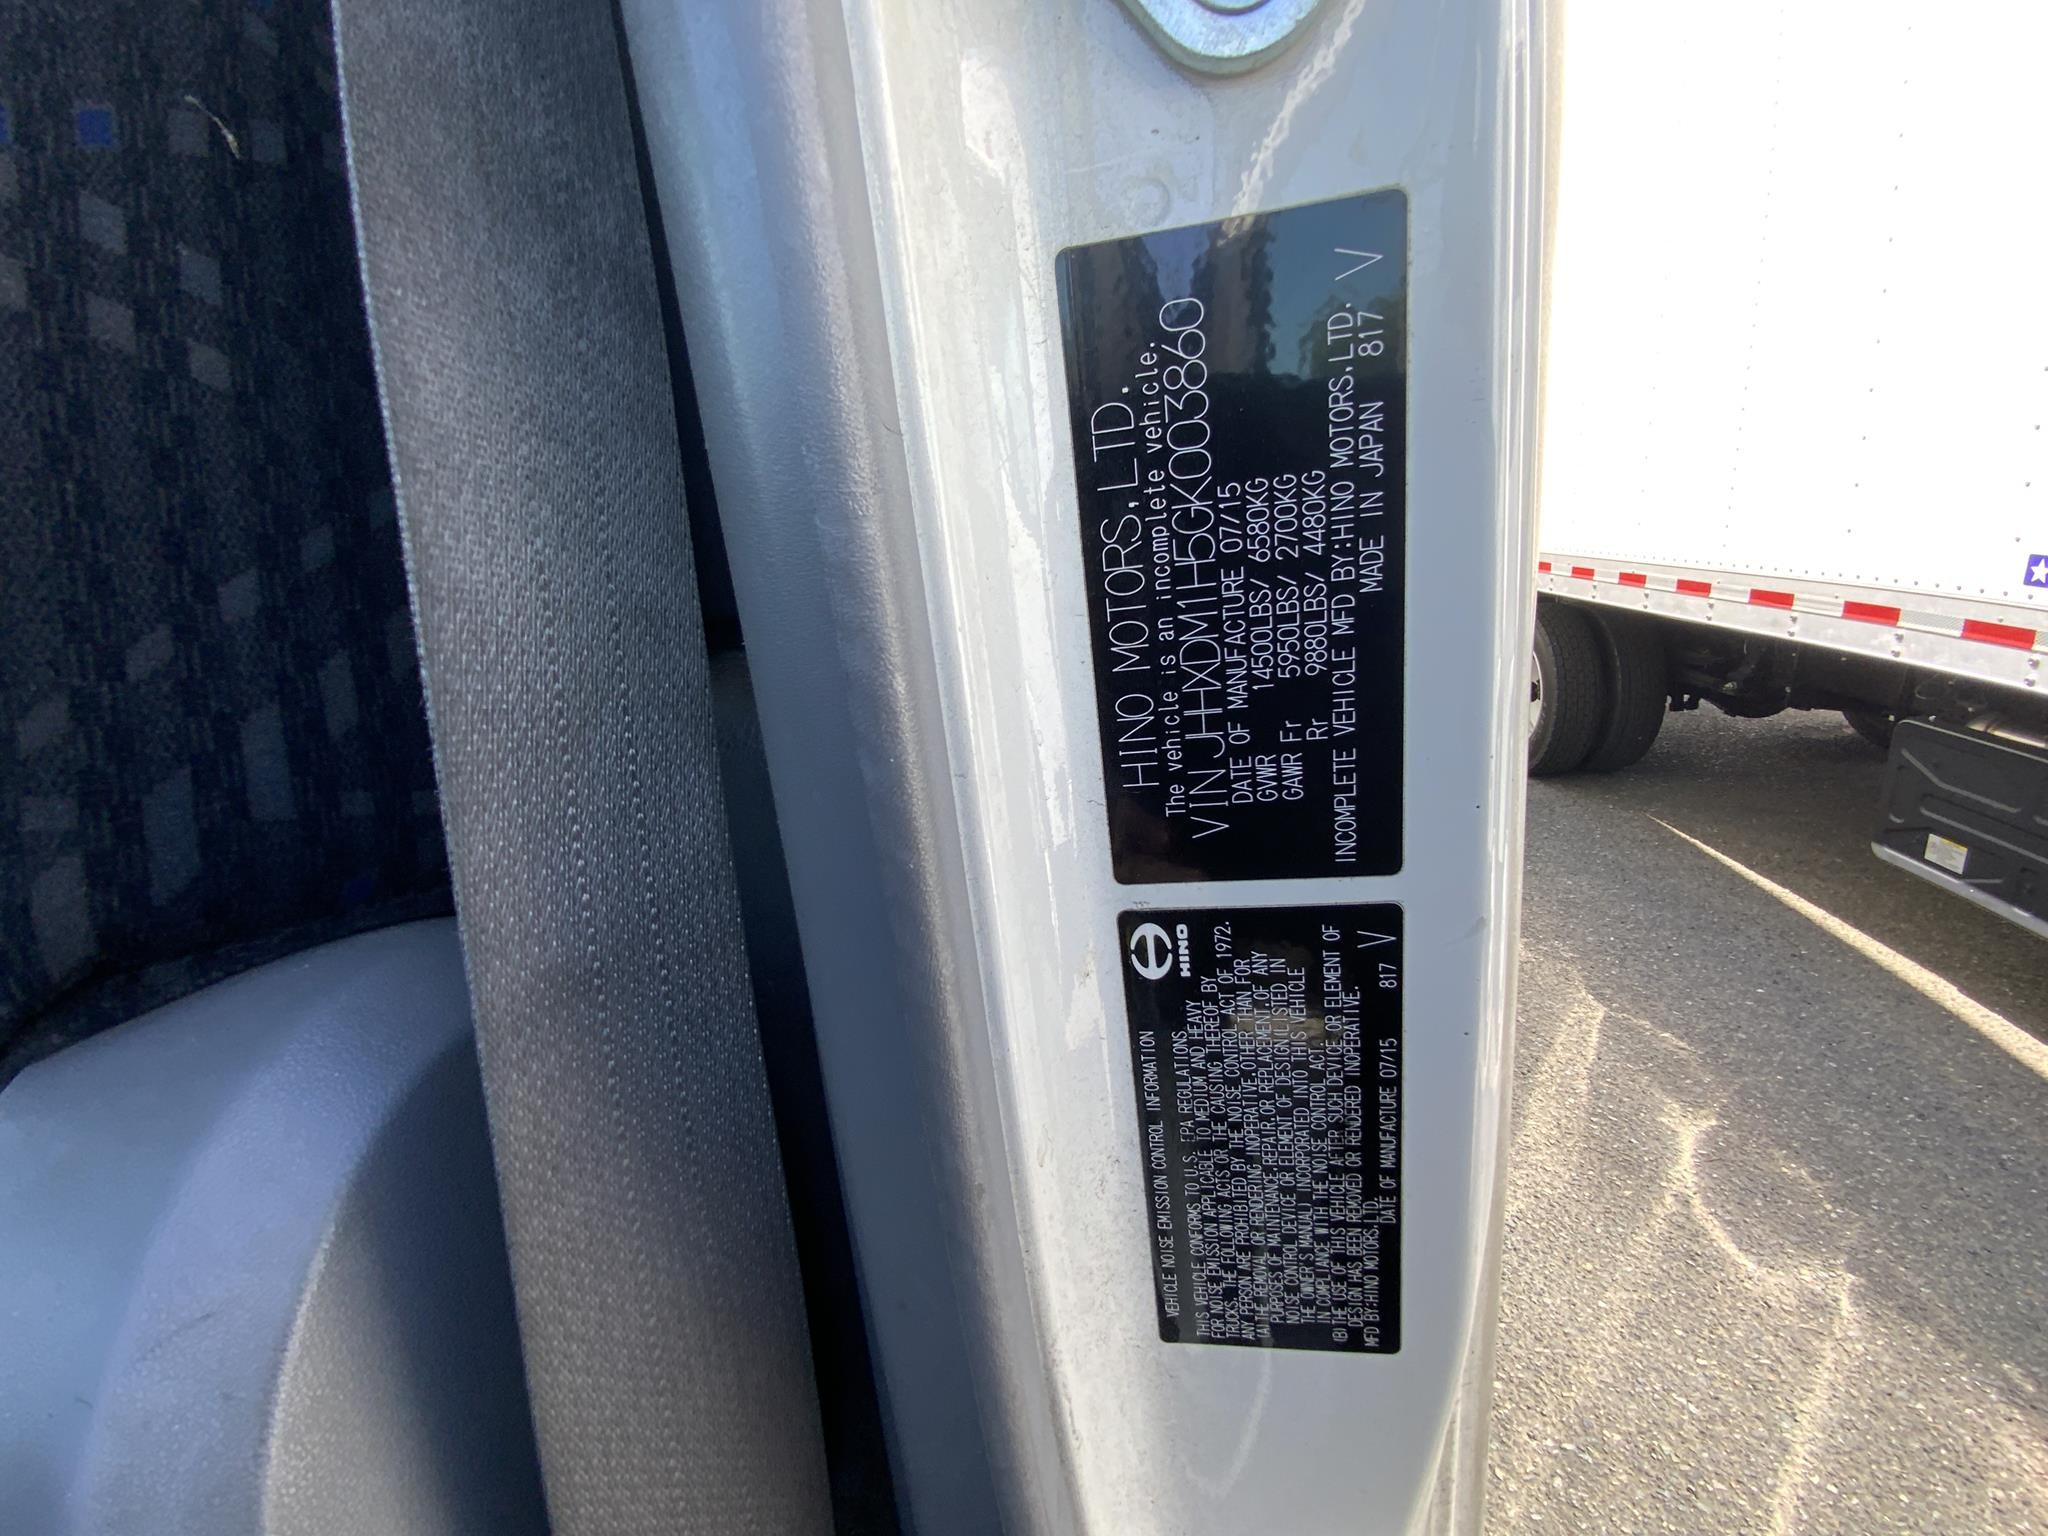 HINO MOTORS,LTD.
The vehicle is an incomplete vehicle.
VIN JHHXDM1H5GK003860
DATE OF MANUFACTURE 07/15
GVWR 14500LBS/ 6580KG
GAWR Fr 5950LBS/ 2700KG
Rr 9880LBS/ 4480KG
INCOMPLETE VEHICLE MFD BY:HINO MOTORS,LTD. V
MADE IN JAPAN 817
HINO
VEHICLE NOISE EMISSION CONTROL INFORMATION
THIS VEHICLE CONFORMS TO U.S. EPA REGULATIONS
FOR NOISE EMISSION APPLICABLE TO MEDIUM AND HEAVY
TRUCKS. THE FOLLOWING ACTS OR THE CAUSING THEREOF BY
ANY PERSON ARE PROHIBITED BY THE NOISE CONTROL ACT OF 1972.
(A)THE REMOVAL OR RENDERING INOPERATIVE,OTHER THAN FOR
PURPOSES OF MAINTENANCE,REPAIR,OR REPLACEMENT,OF ANY
NOISE CONTROL DEVICE OR ELEMENT OF DESIGN(LISTED IN
THE OWNER'S MANUAL) INCORPORATED INTO THIS VEHICLE
IN COMPLIANCE WITH THE NOISE CONTROL ACT.
(B)THE USE OF THIS VEHICLE AFTER SUCH DEVICE OR ELEMENT OF
DESIGN HAS BEEN REMOVED OR RENDERED INOPERATIVE.
MFD BY:HINO MOTORS,LTD. V
DATE OF MANUFACTURE 07/15 817